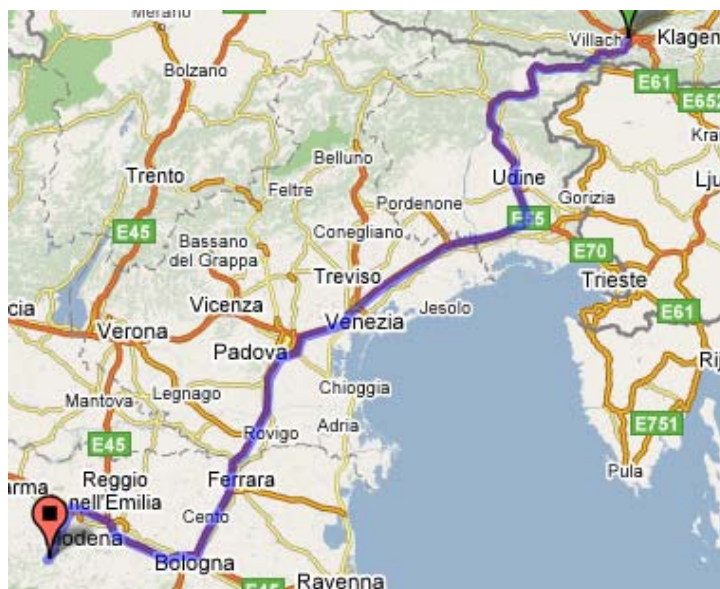 Merano
Villach
Klagen
Bolzano
E61
E652
Kra
Belluno
Trento
Udine
Lju
Feltre
Pordenone
Gorizia
E45
E55
Bassano
del Grappa
Conegliano
E70
Treviso
Trieste
cia
Vicenza
Jesolo
E61
Verona
Venezia
Padova
Rij
Mantova
Legnago
Chioggia
Rovigo
Adria
E751
E45
Pula
arma
Reggio
nell'Emilia
Ferrara
Cento
odena
Bologna
Ravenna
E45